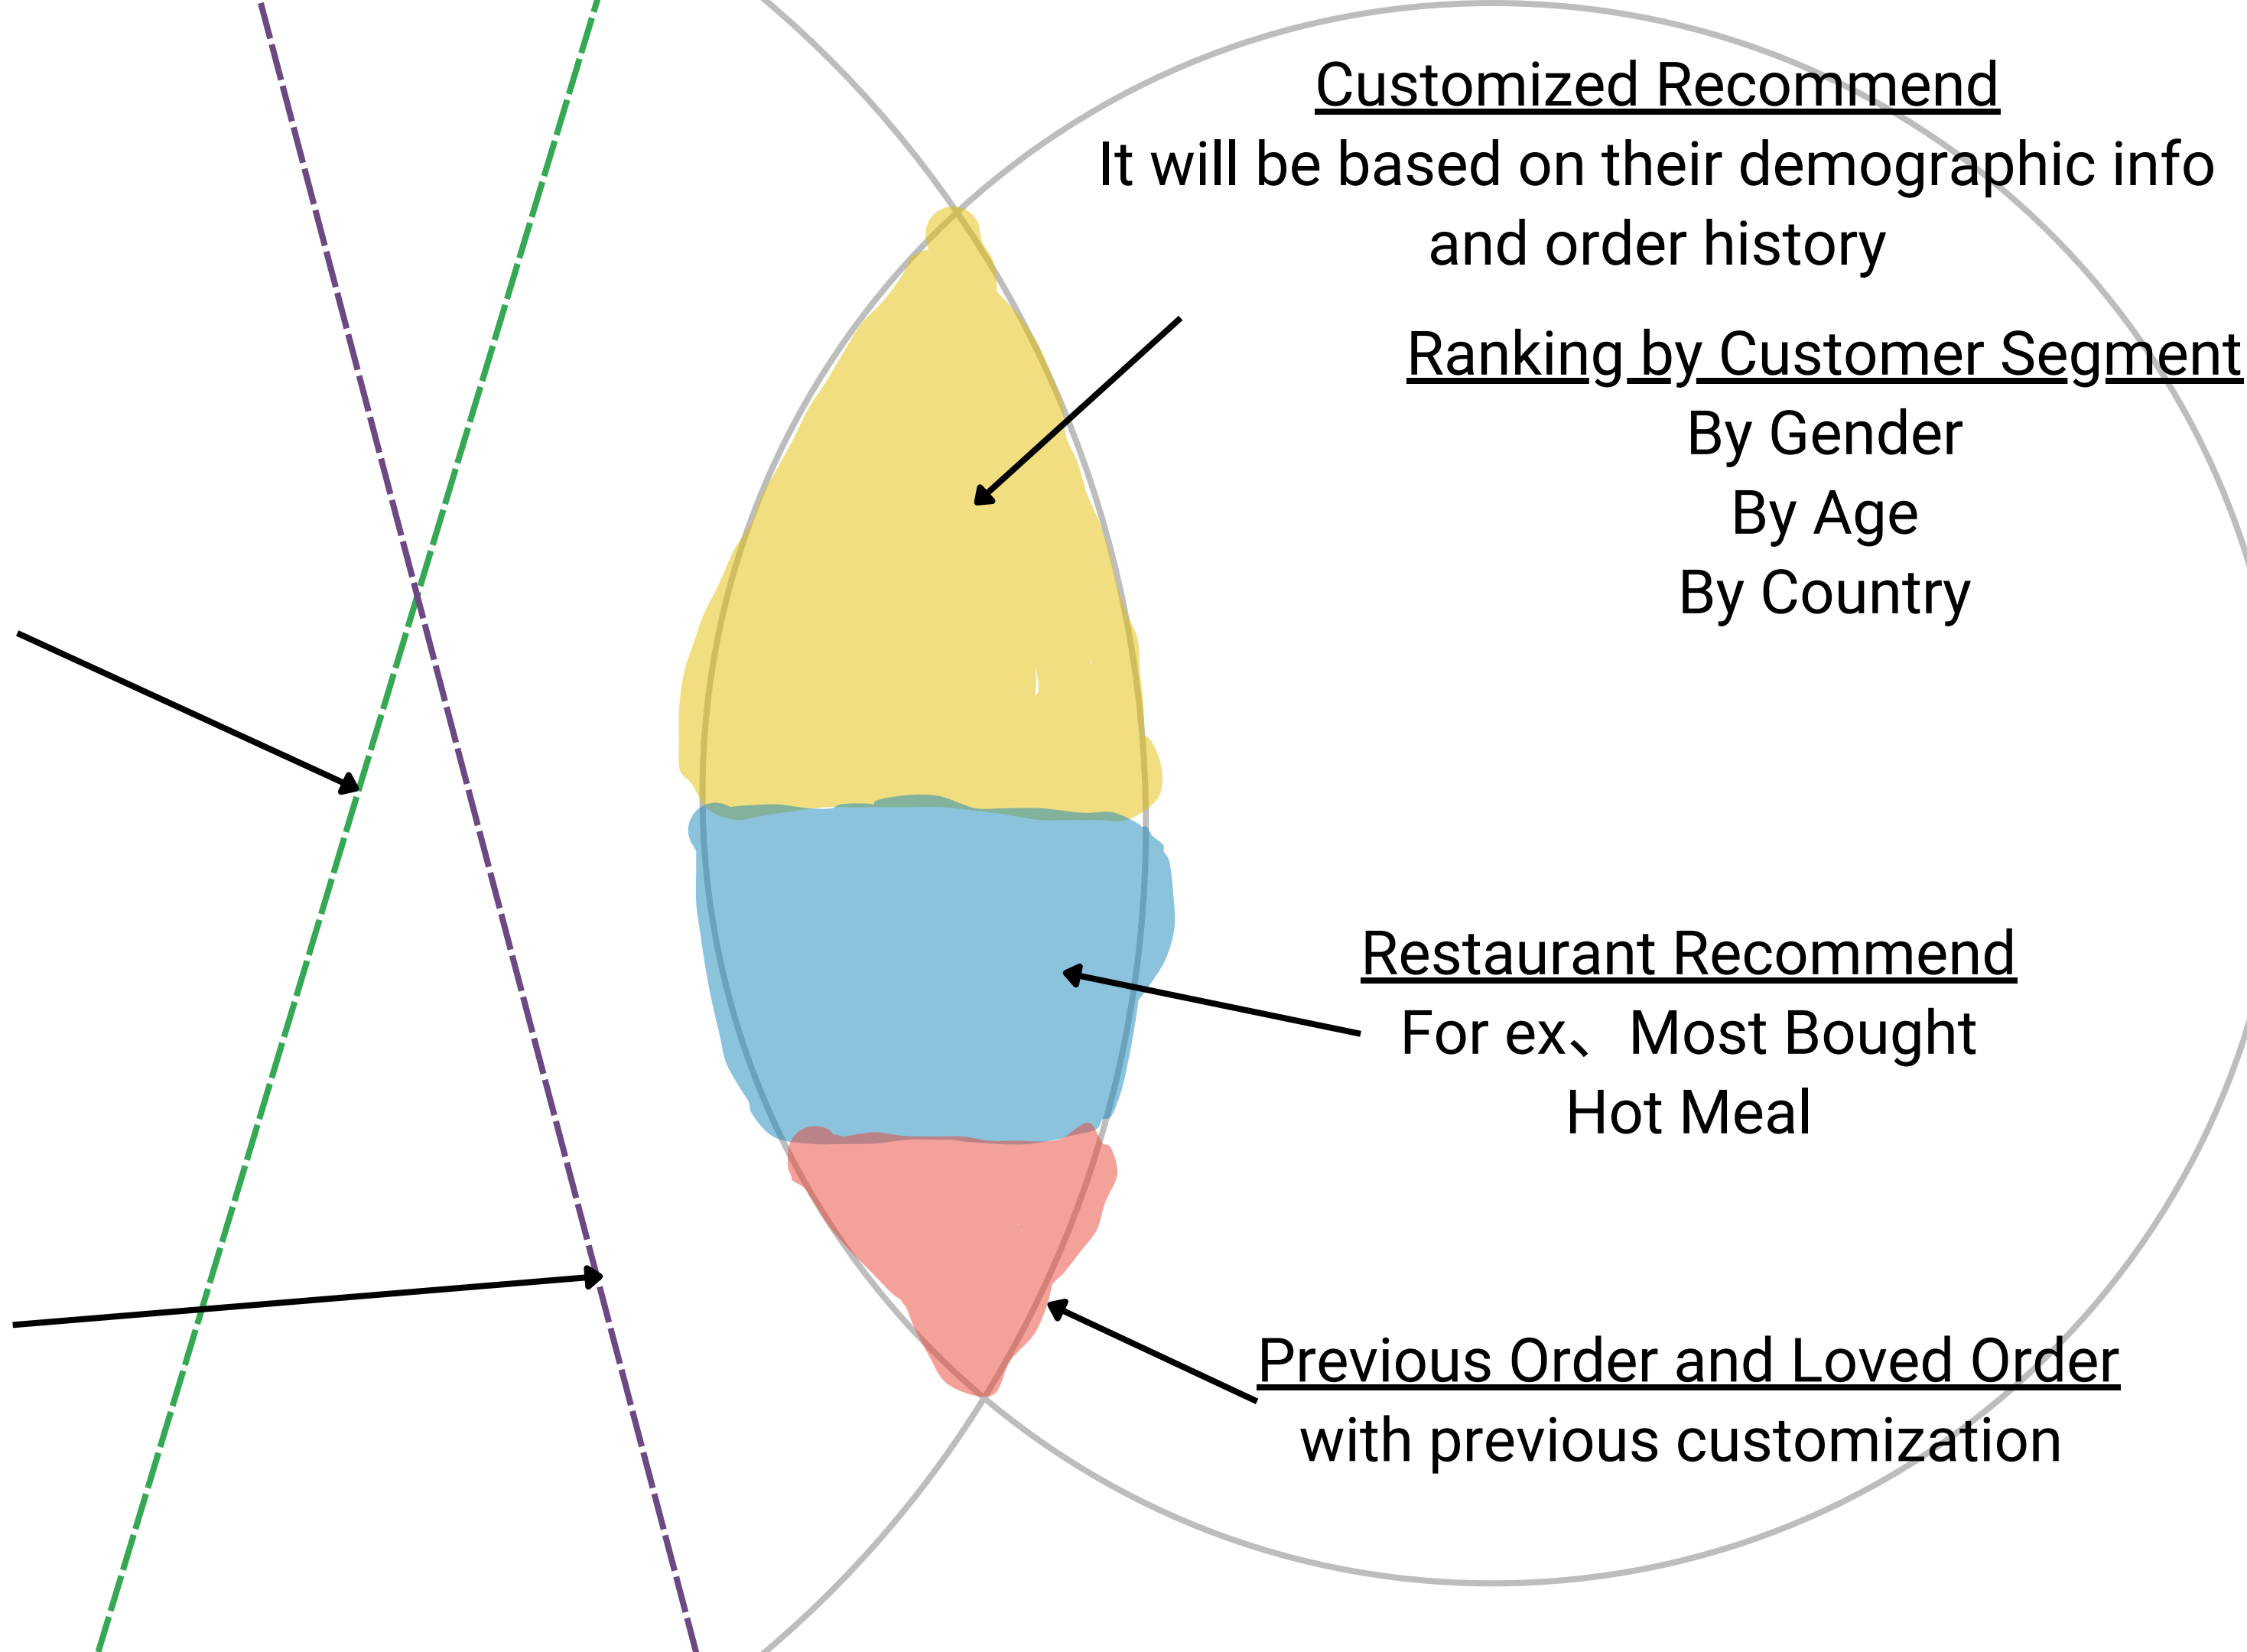 Customized Recommend
It will be based on their demographic info
and order history
Ranking by Customer Segment
By Gender
By Age
By Country
Restaurant Recommend
For ex、 Most Bought
Hot Meal
Previous Order and Loved Order
with previous customization